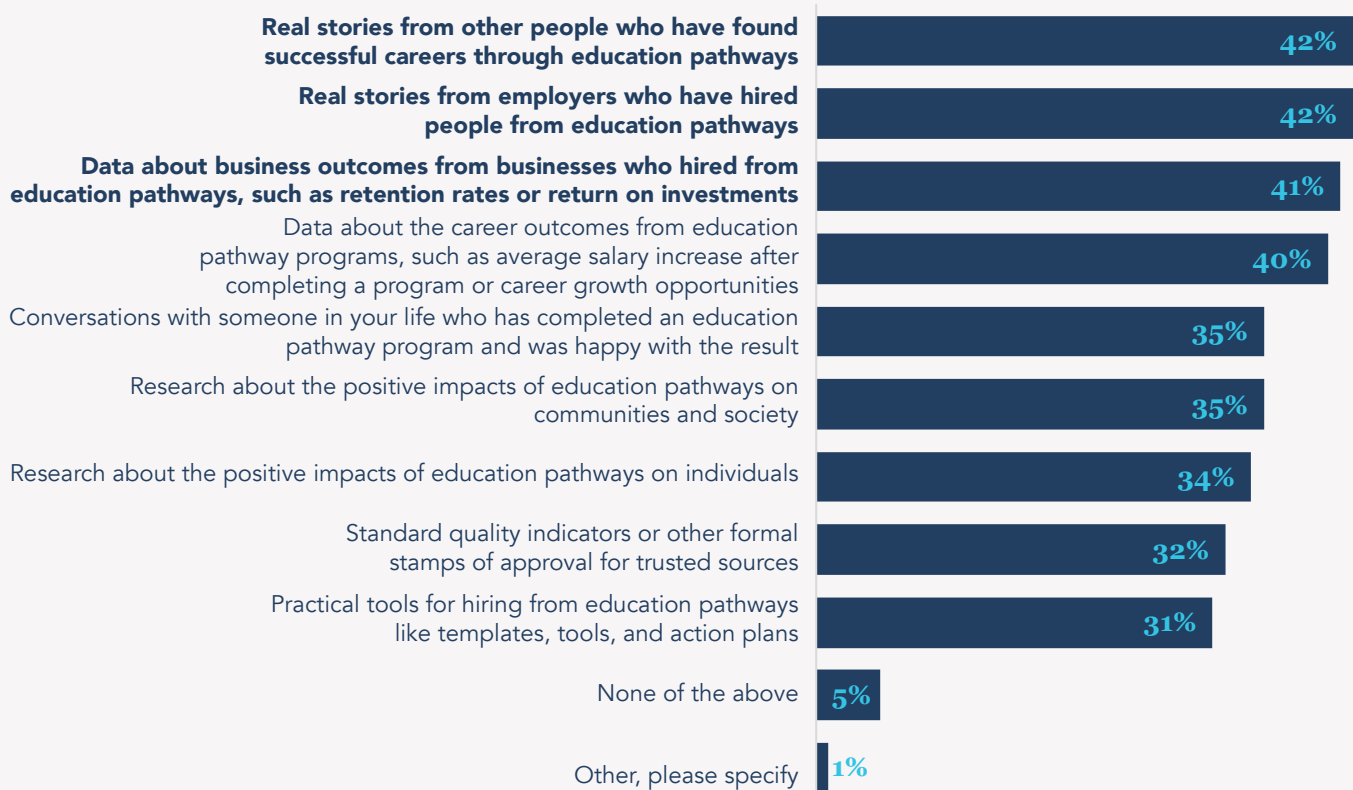 Real stories from other people who have found
successful careers through education pathways
42%
Real stories from employers who have hired
people from education pathways
42%
Data about business outcomes from businesses who hired from
education pathways, such as retention rates or return on investments
41%
Data about the career outcomes from education
pathway programs, such as average salary increase after
completing a program or career growth opportunities
40%
Conversations with someone in your life who has completed an education
pathway program and was happy with the result
35%
Research about the positive impacts of education pathways on
communities and society
35%
Research about the positive impacts of education pathways on individuals
34%
Standard quality indicators or other formal
stamps of approval for trusted sources
32%
Practical tools for hiring from education pathways
like templates, tools, and action plans
31%
None of the above
5%
Other, please specify
1%